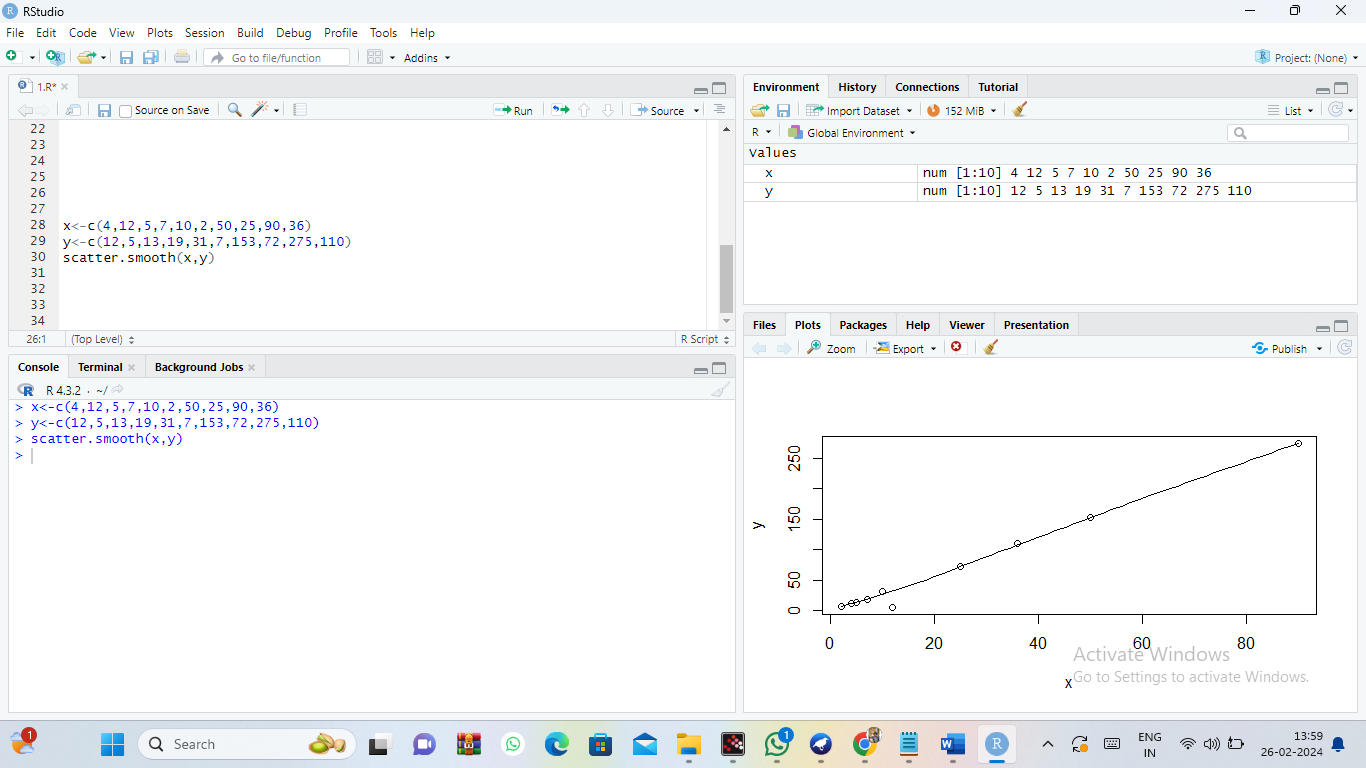 RStudio
File Edit Code View Plots Session Build Debug Profile Tools Help
Go to file/function Addins Project: (None)
1.R*
Source on Save Run Source
22
23
24
25
26
27
28 x<-c(4,12,5,7,10,2,50,25,90,36)
29 y<-c(12,5,13,19,31,7,153,72,275,110)
30 scatter.smooth(x,y)
31
32
33
34
26:1 (Top Level) R Script
Console Terminal Background Jobs
R 4.3.2 · ~/
> x<-c(4,12,5,7,10,2,50,25,90,36)
> y<-c(12,5,13,19,31,7,153,72,275,110)
> scatter.smooth(x,y)
>
Environment History Connections Tutorial
Import Dataset 152 MiB List
R Global Environment
Values
x num [1:10] 4 12 5 7 10 2 50 25 90 36
y num [1:10] 12 5 13 19 31 7 153 72 275 110
Files Plots Packages Help Viewer Presentation
Zoom Export Publish
250
150
50
0
y
0 20 40 60 80
x
Activate Windows
Go to Settings to activate Windows.
1
Search
1
R
ENG
IN
13:59
26-02-2024